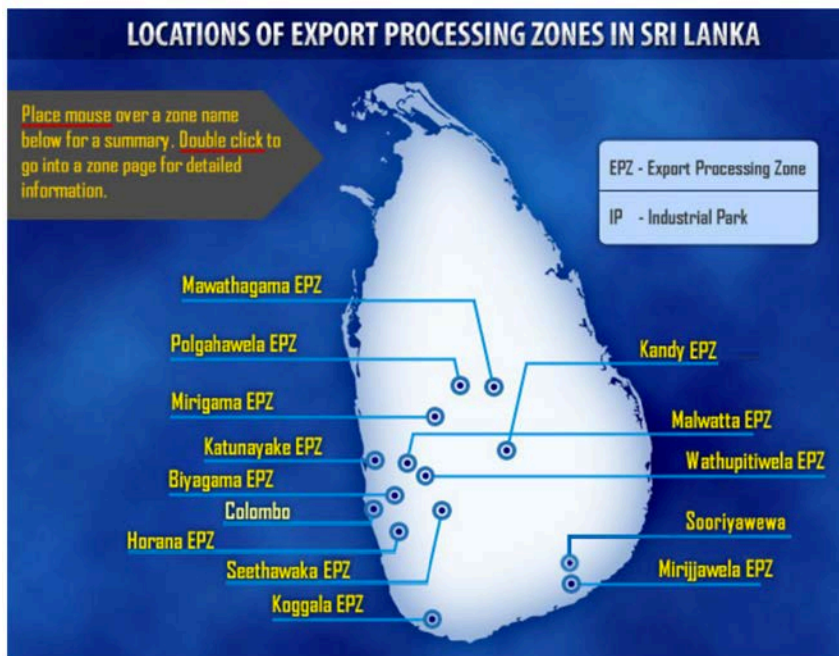 LOCATIONS OF EXPORT PROCESSING ZONES IN SRI LANKA
Place mouse over a zone name
below for a summary. Double click to
go into a zone page for detailed
information.
EPZ - Export Processing Zone
IP - Industrial Park
Mawathagama EPZ
Polgahawela EPZ
Kandy EPZ
Mirigama EPZ
Malwatta EPZ
Katunayake EPZ
Wathupitiwela EPZ
Biyagama EPZ
Colombo
Sooriyawewa
Horana EPZ
Seethawaka EPZ
Mirijjawela EPZ
Koggala EPZ